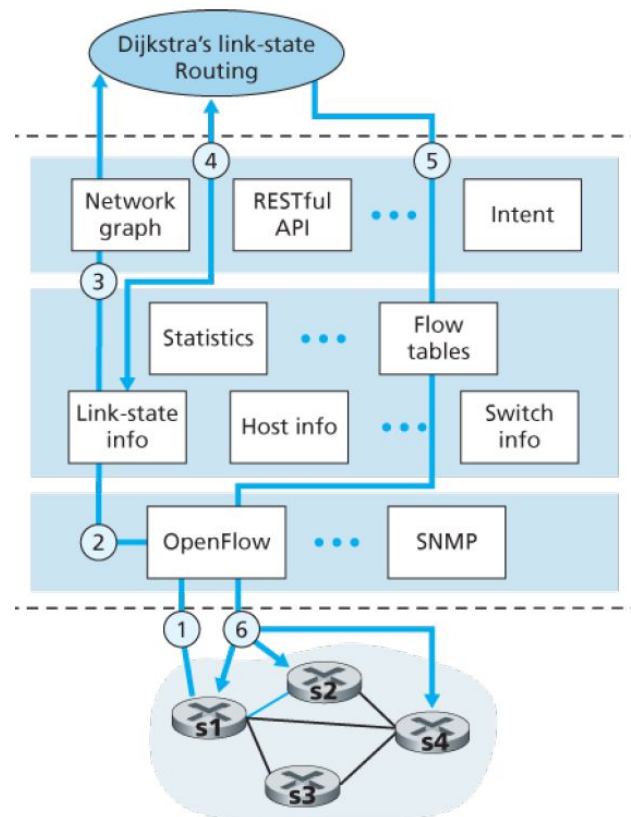 Dijkstra's link-state
Routing
4
5
Network
graph
RESTful
API
Intent
3
Statistics
Flow
tables
Link-state
info
Host info
Switch
info
2
OpenFlow
SNMP
1
6
s1
s2
s4
s3